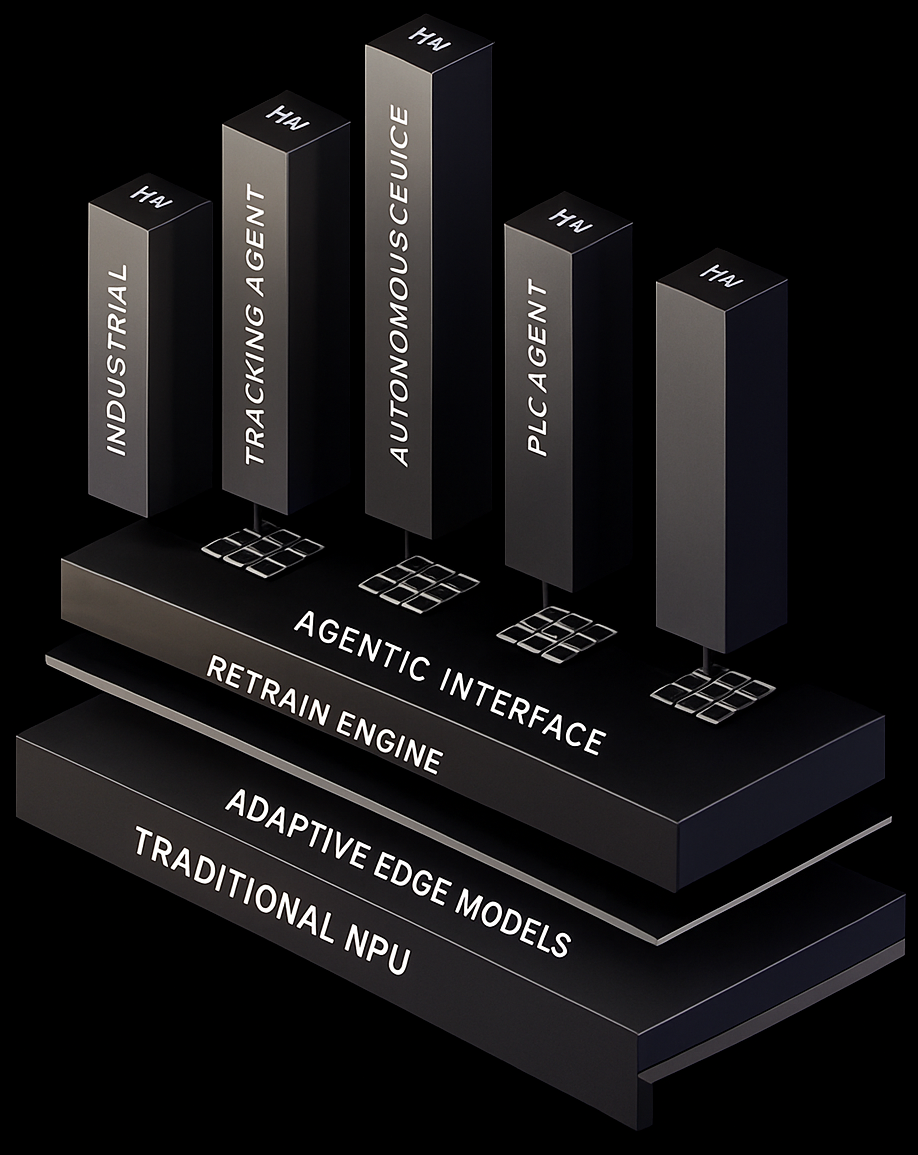 HAI
HAI
HAI
HAI
HAI
INDUSTRIAL
TRACKING AGENT
AUTONOMOUSCEUICE
PLC AGENT
AGENTIC INTERFACE
RETRAIN ENGINE
ADAPTIVE EDGE MODELS
TRADITIONAL NPU